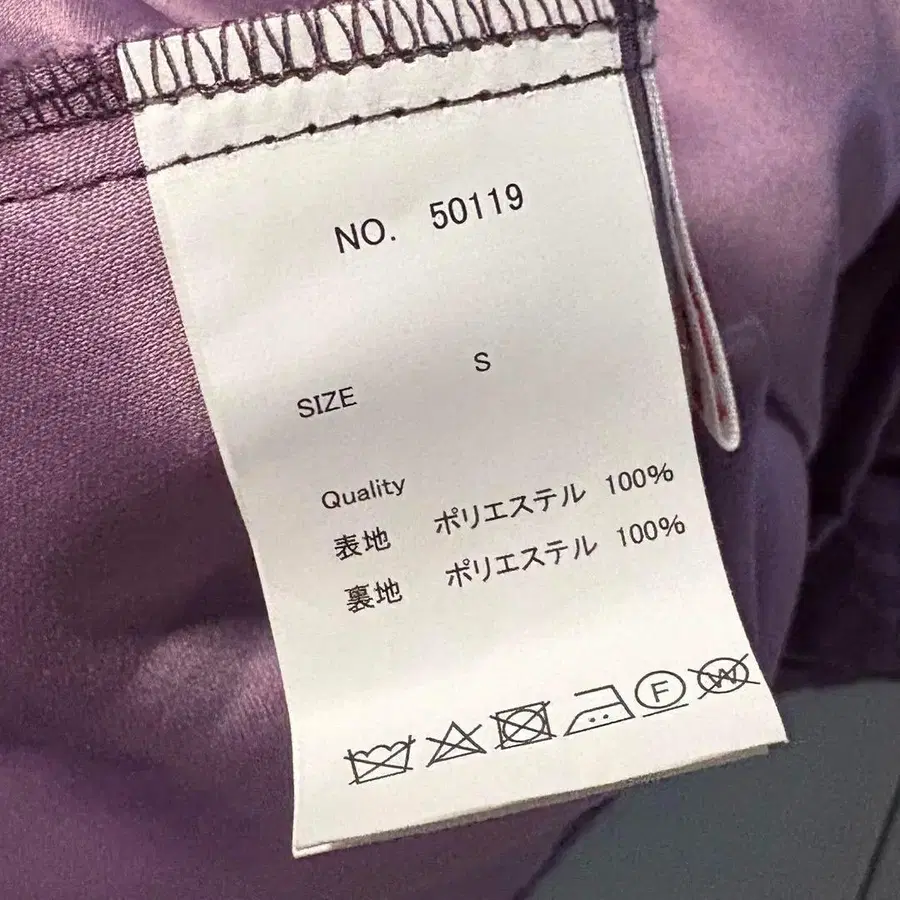 NO. 50119
SIZE S
Quality
表地 ポリエステル 100%
裏地 ポリエステル 100%
F W